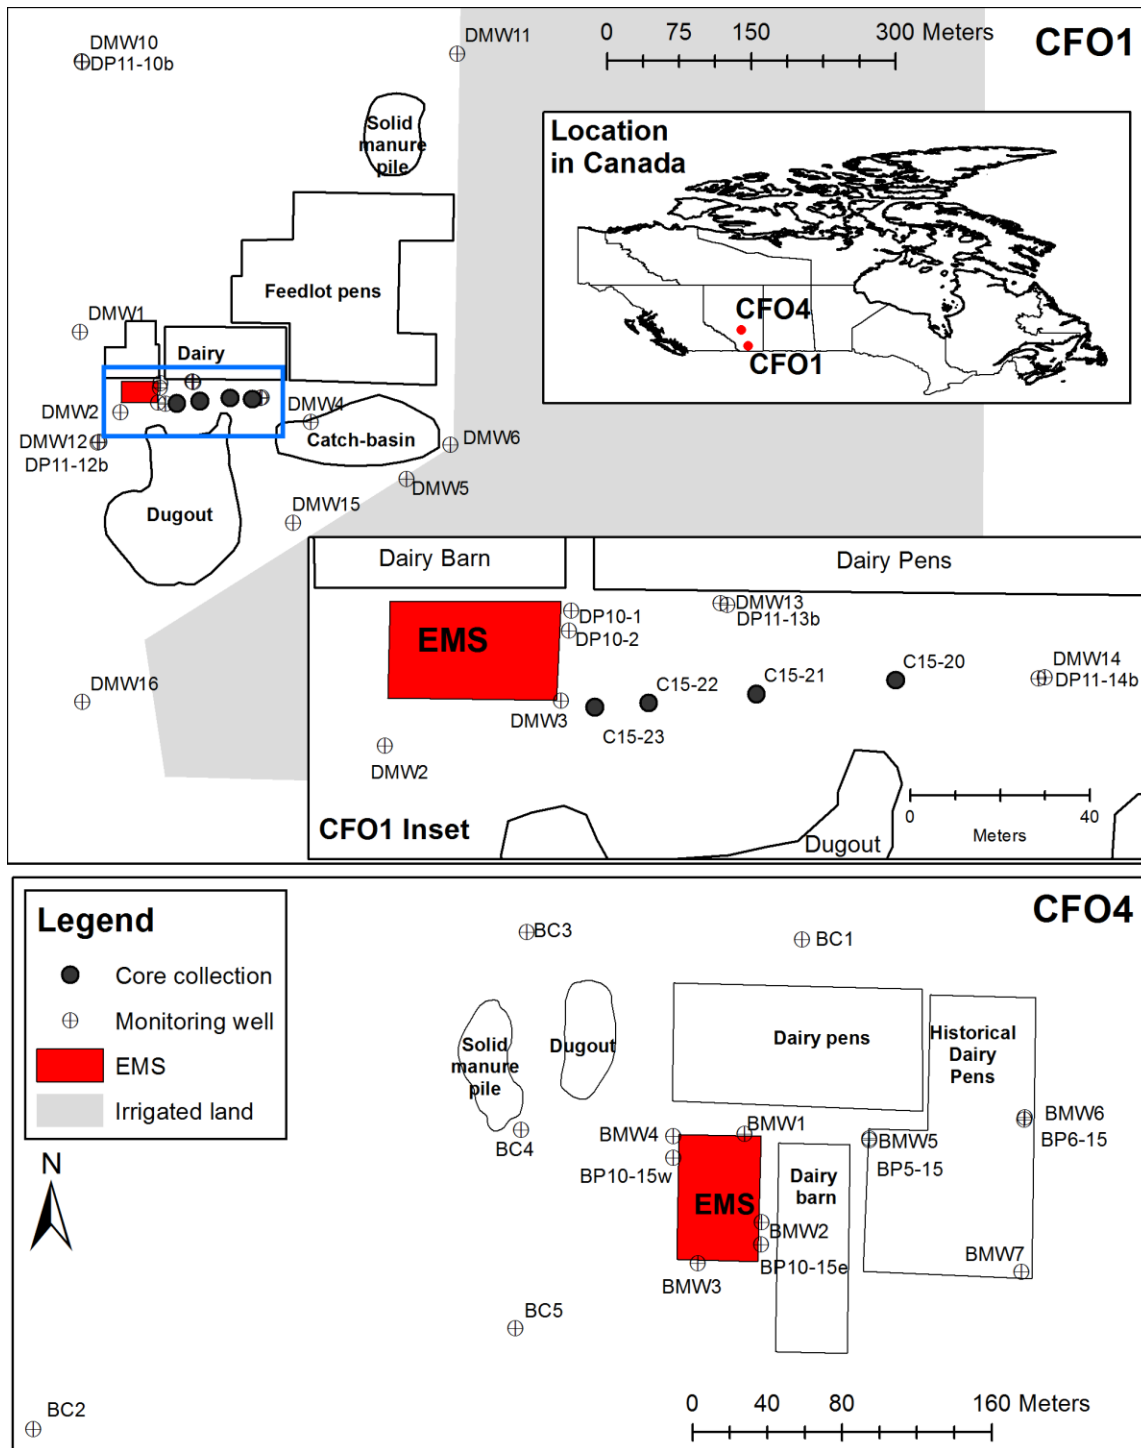 DMW10
DP11-10b
DMW11
0 75 150 300 Meters
CFO1
Solid
manure
pile
Location
in Canada
CFO4
CFO1
Feedlot pens
DMW1
Dairy
DMW2
DMW4
DMW12
DP11-12b
Catch-basin
DMW6
DMW5
DMW15
Dugout
DMW16
Dairy Barn
Dairy Pens
EMS
DP10-1
DP10-2
DMW13
DP11-13b
C15-22
C15-21
C15-20
DMW14
DP11-14b
DMW3
C15-23
DMW2
CFO1 Inset
Dugout
0 40
Meters
Legend
Core collection
Monitoring well
EMS
Irrigated land
N
CFO4
BC3
BC1
Solid
manure
pile
Dugout
Dairy pens
Historical
Dairy
Pens
BC4
BMW4
BMW1
BP10-15w
BMW5
BP5-15
BMW6
BP6-15
EMS
Dairy
barn
BMW2
BP10-15e
BMW3
BMW7
BC5
BC2
0 40 80 160 Meters